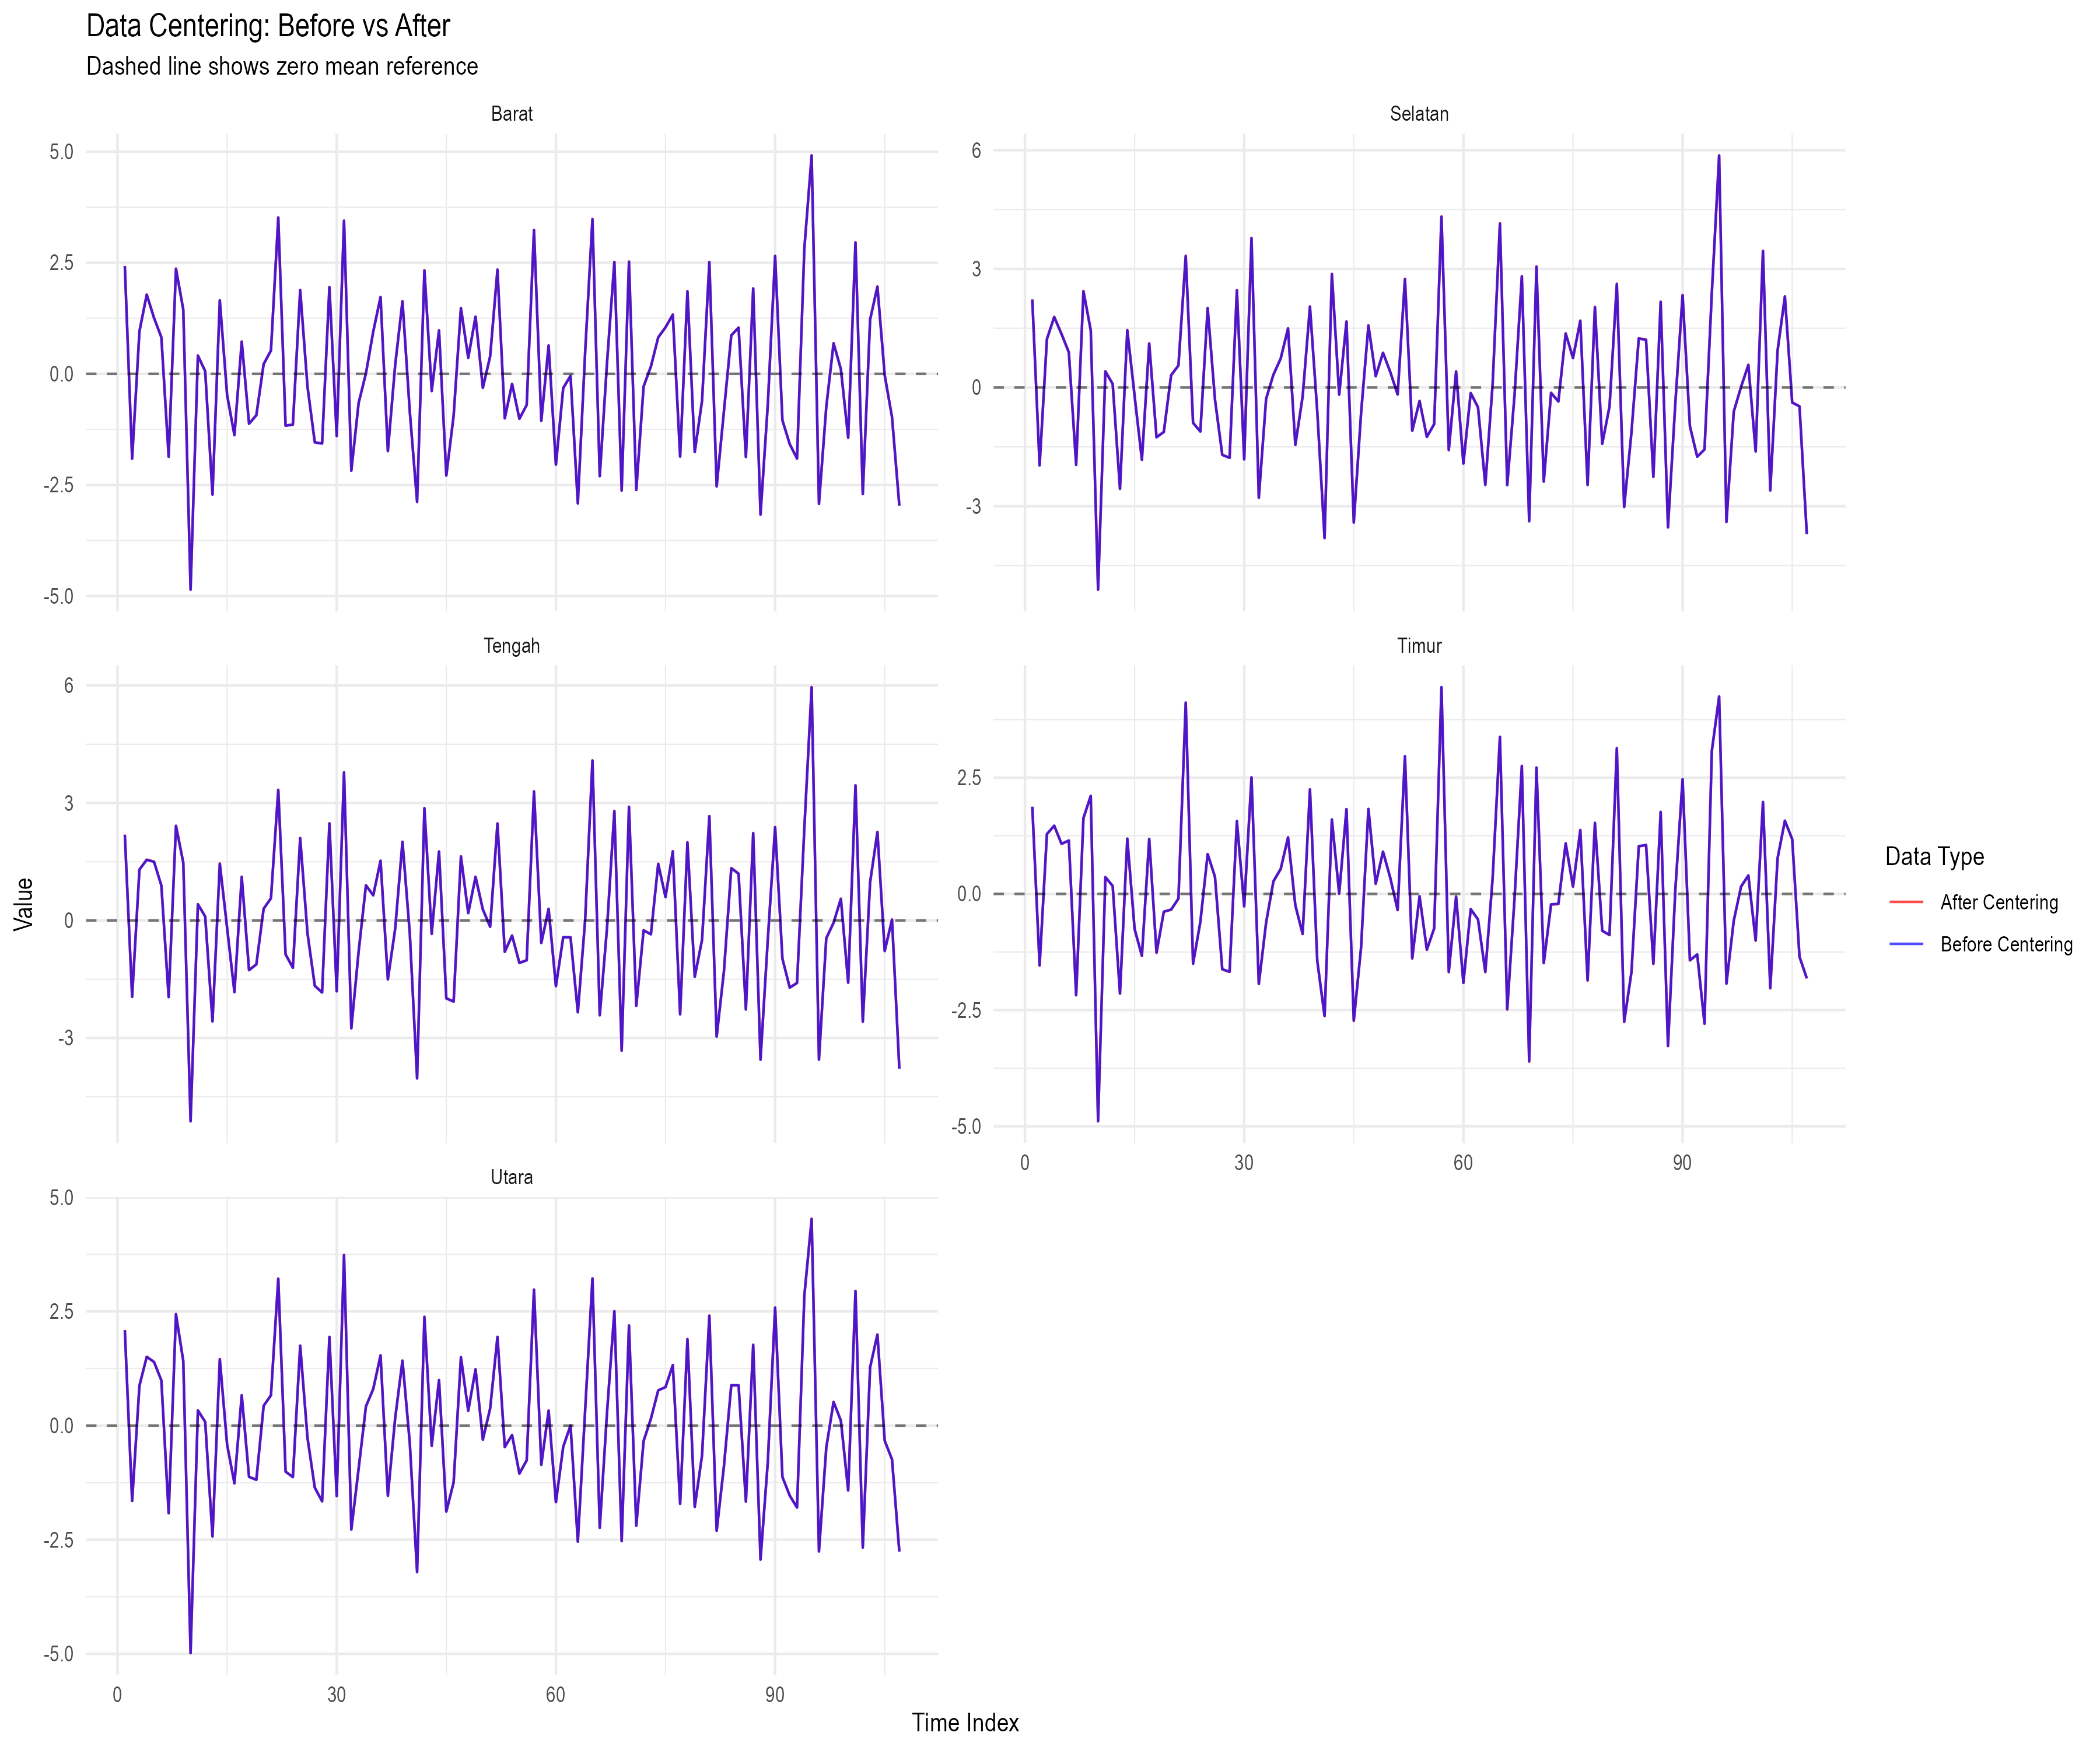 Data Centering: Before vs After
Dashed line shows zero mean reference
Barat
5.0
2.5
0.0
-2.5
-5.0
Selatan
6
3
0
-3
Tengah
6
3
0
-3
Timur
2.5
0.0
-2.5
-5.0
0 30 60 90
Utara
5.0
2.5
0.0
-2.5
-5.0
0 30 60 90
Value
Time Index
Data Type
After Centering
Before Centering